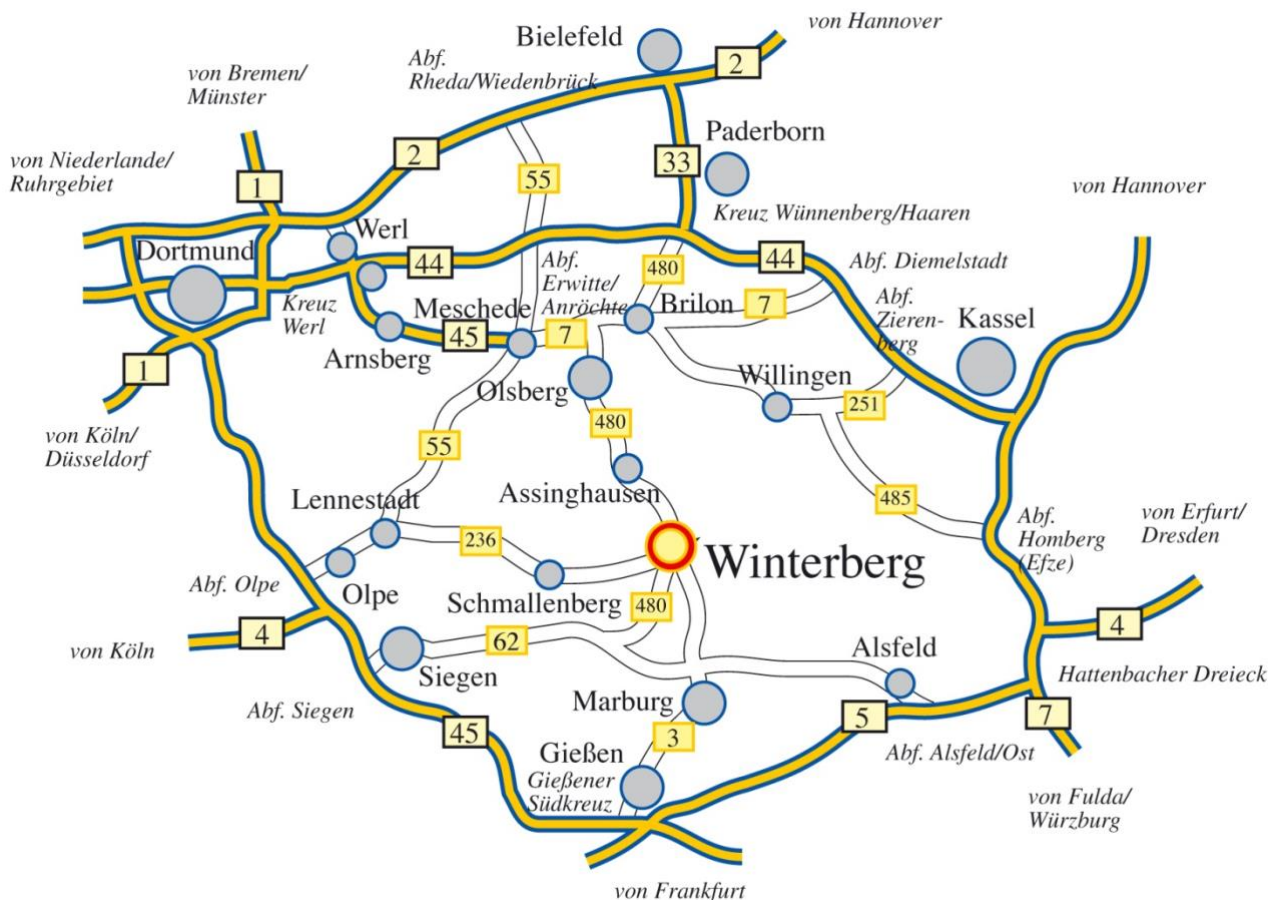 von Hannover
Bielefeld
2
Abf.
Rheda/Wiedenbrück
von Bremen/
Münster
Paderborn
2
33
von Niederlande/
Ruhrgebiet
1
55
von Hannover
Kreuz Wünnenberg/Haaren
Werl
Dortmund
44
44
Abf. Diemelstadt
480
Abf.
Erwitte/
Anröchte
Abf.
Zieren-
berg
Kreuz
Werl
Meschede
Brilon
7
Kassel
45
7
Arnsberg
1
Olsberg
Willingen
251
480
von Köln/
Düsseldorf
55
Assinghausen
Lennestadt
485
von Erfurt/
Dresden
Abf.
Homberg
(Efze)
236
Winterberg
Abf. Olpe
Olpe
Schmallenberg
480
4
4
62
von Köln
Alsfeld
Siegen
Hattenbacher Dreieck
Marburg
Abf. Siegen
5
7
45
3
Gießen
Abf. Alsfeld/Ost
Gießener
Südkreuz
von Fulda/
Würzburg
von Frankfurt